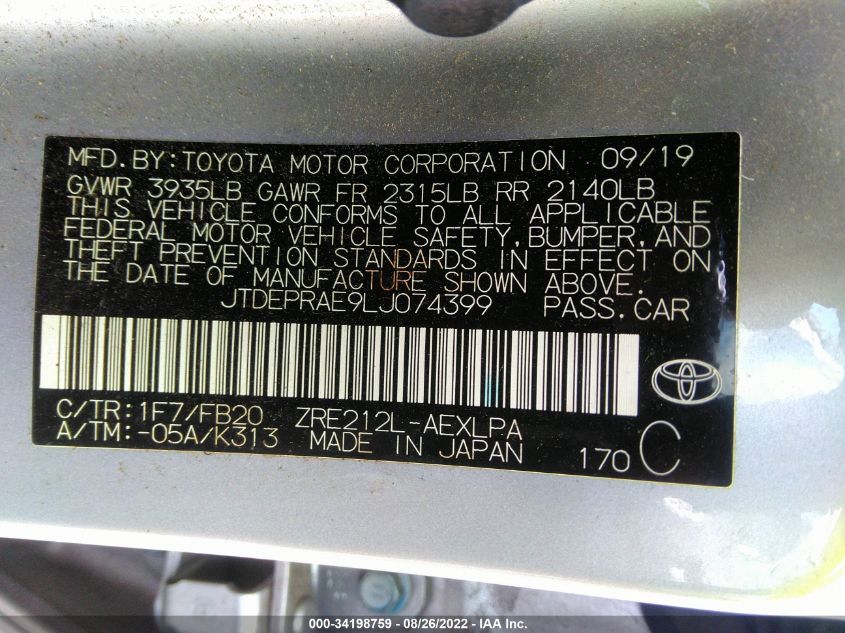 MFD.BY:TOYOTA MOTOR CORPORATION 09/19
GVWR 3935LB GAWR FR 2315LB RR 2140LB
THIS VEHICLE CONFORMS TO ALL APPLICABLE
FEDERAL MOTOR VEHICLE SAFETY, BUMPER, AND
THEFT PREVENTION STANDARDS IN EFFECT ON
THE DATE OF MANUFACTURE SHOWN ABOVE.
JTDEPRAE9LJ074399 PASS.CAR
C/TR:1F7/FB20 ZRE212L-AEXLPA
A/TM:-05A/K313 MADE IN JAPAN 170 C
000-34198759 - 08/26/2022 - IAA Inc.